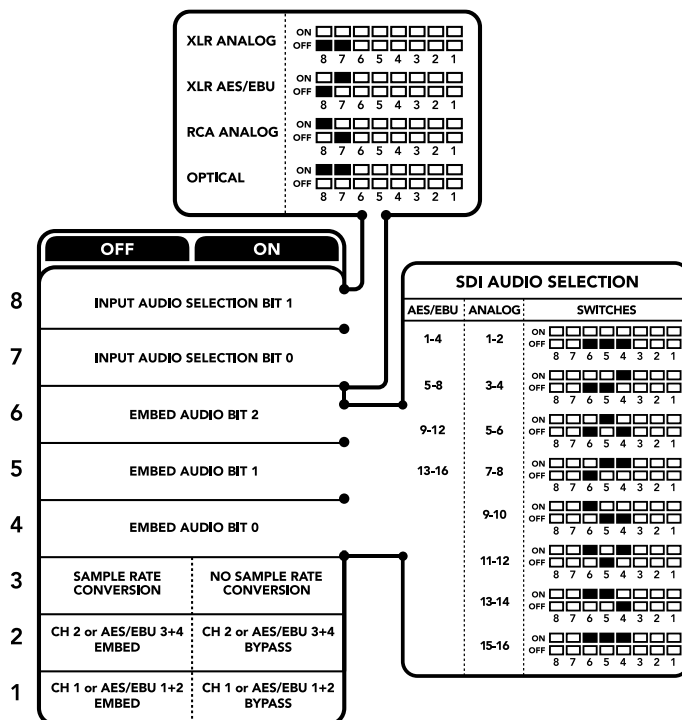 XLR ANALOG
ON
OFF
8 7 6 5 4 3 2 1
XLR AES/EBU
ON
OFF
8 7 6 5 4 3 2 1
RCA ANALOG
ON
OFF
8 7 6 5 4 3 2 1
OPTICAL
ON
OFF
8 7 6 5 4 3 2 1
OFF ON
8 INPUT AUDIO SELECTION BIT 1
7 INPUT AUDIO SELECTION BIT 0
6 EMBED AUDIO BIT 2
5 EMBED AUDIO BIT 1
4 EMBED AUDIO BIT 0
3 SAMPLE RATE CONVERSION NO SAMPLE RATE CONVERSION
2 CH 2 or AES/EBU 3+4 EMBED CH 2 or AES/EBU 3+4 BYPASS
1 CH 1 or AES/EBU 1+2 EMBED CH 1 or AES/EBU 1+2 BYPASS
SDI AUDIO SELECTION
AES/EBU ANALOG SWITCHES
1-4 1-2 ON
OFF
8 7 6 5 4 3 2 1
5-8 3-4 ON
OFF
8 7 6 5 4 3 2 1
9-12 5-6 ON
OFF
8 7 6 5 4 3 2 1
13-16 7-8 ON
OFF
8 7 6 5 4 3 2 1
9-10 ON
OFF
8 7 6 5 4 3 2 1
11-12 ON
OFF
8 7 6 5 4 3 2 1
13-14 ON
OFF
8 7 6 5 4 3 2 1
15-16 ON
OFF
8 7 6 5 4 3 2 1